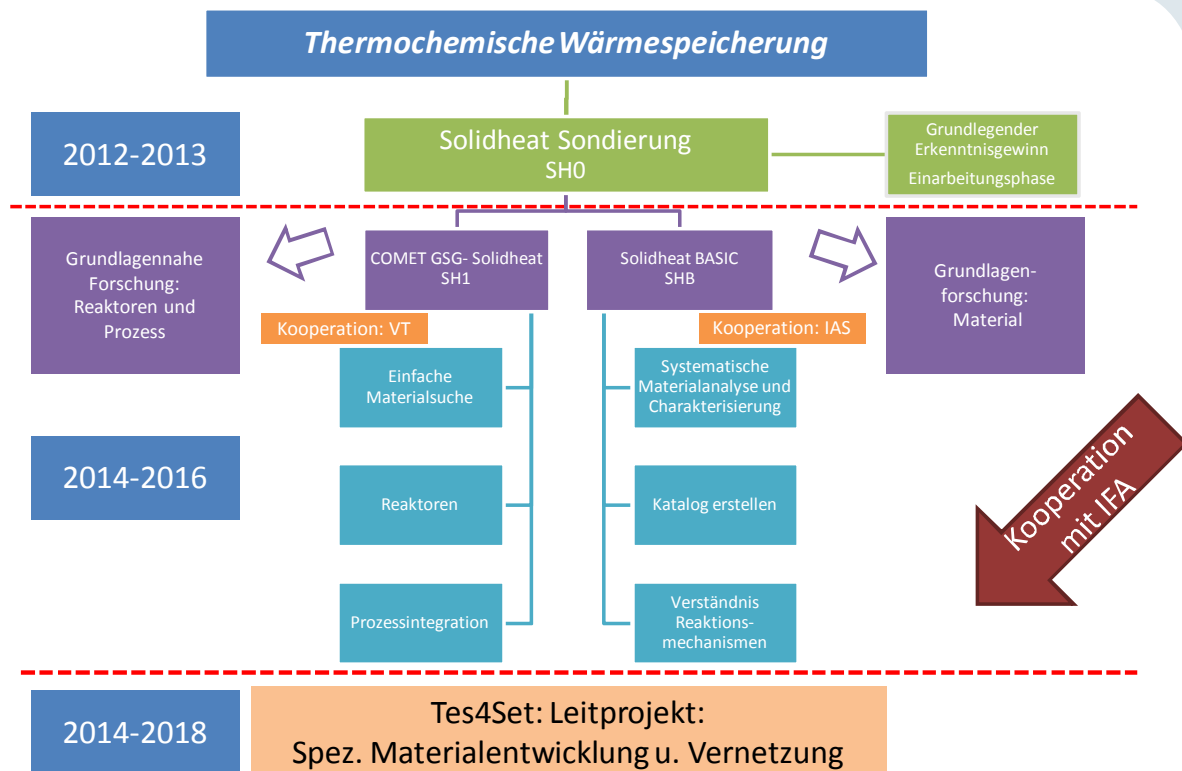 Thermochemische Wärmespeicherung
2012-2013
Solidheat Sondierung
SH0
Grundlegender
Erkenntnisgewinn
Einarbeitungsphase
Grundlagennahe
Forschung:
Reaktoren und
Prozess
COMET GSG- Solidheat
SH1
Solidheat BASIC
SHB
Grundlagen-
forschung:
Material
Kooperation: VT
Kooperation: IAS
Einfache
Materialsuche
Systematische
Materialanalyse und
Charakterisierung
2014-2016
Reaktoren
Katalog erstellen
Kooperation
mit IFA
Prozessintegration
Verständnis
Reaktions-
mechanismen
2014-2018
Tes4Set: Leitprojekt:
Spez. Materialentwicklung u. Vernetzung